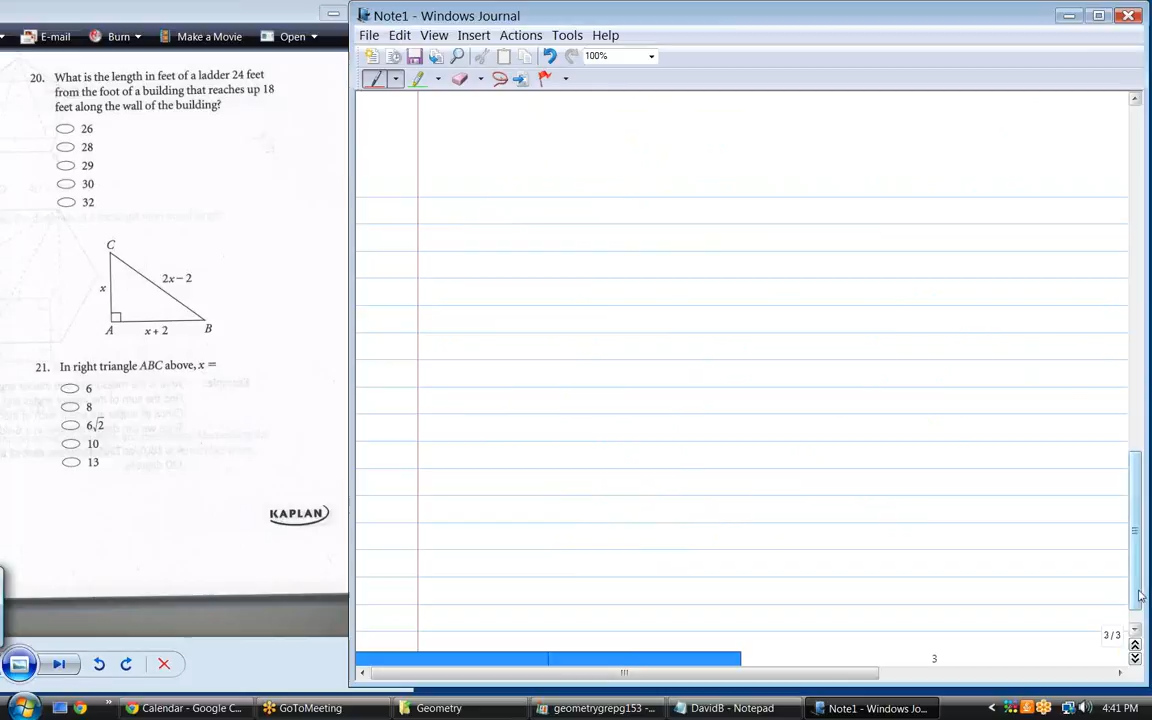 Note1 - Windows Journal
E-mail Burn Make a Movie Open
File Edit View Insert Actions Tools Help
100%
20. What is the length in feet of a ladder 24 feet
from the foot of a building that reaches up 18
feet along the wall of the building?
26
28
29
30
32
C
2x − 2
x
A x + 2 B
21. In right triangle ABC above, x =
6
8
6√2
10
13
KAPLAN
3 / 3
3
Calendar - Google C...
GoToMeeting
Geometry
geometrygrepg153 -...
DavidB - Notepad
Note1 - Windows Jo...
4:41 PM